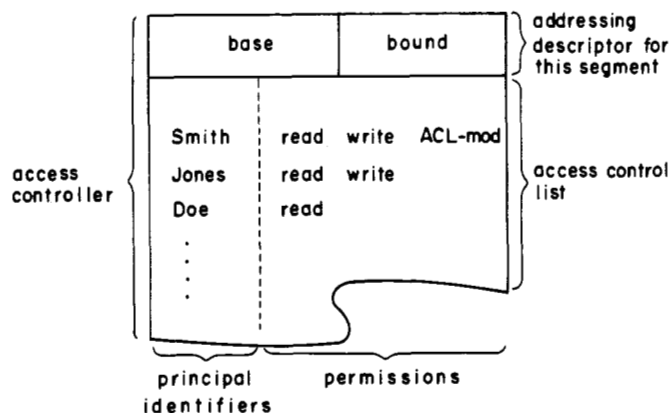 base bound
addressing
descriptor for
this segment
Smith read write ACL-mod
Jones read write
Doe read
access
controller
access control
list
principal
identifiers
permissions